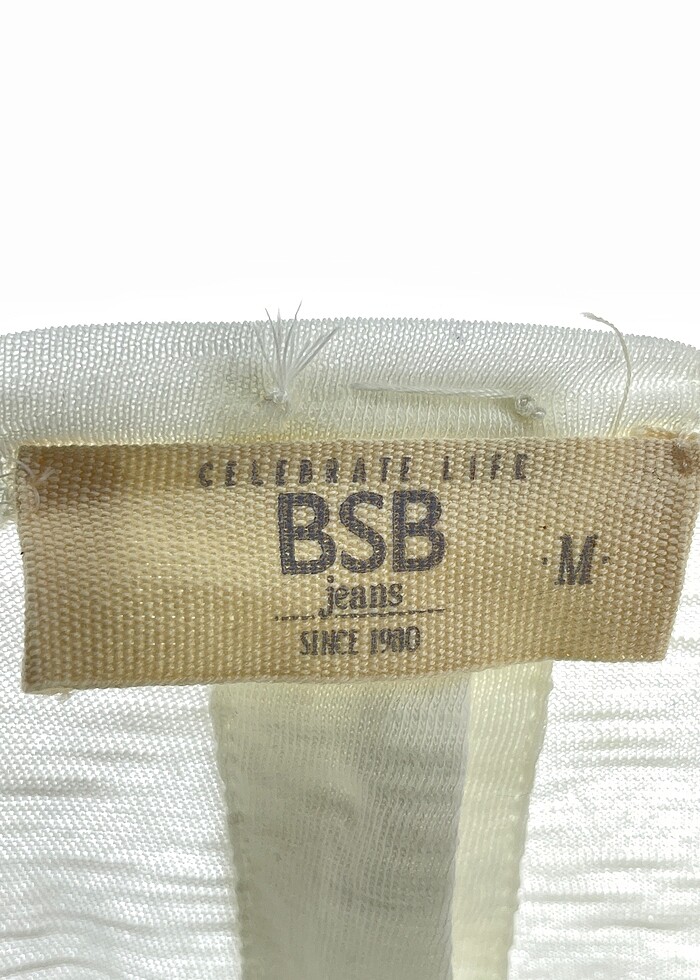 CELEBRATE LIFE
BSB
jeans
SINCE 1980
·M·